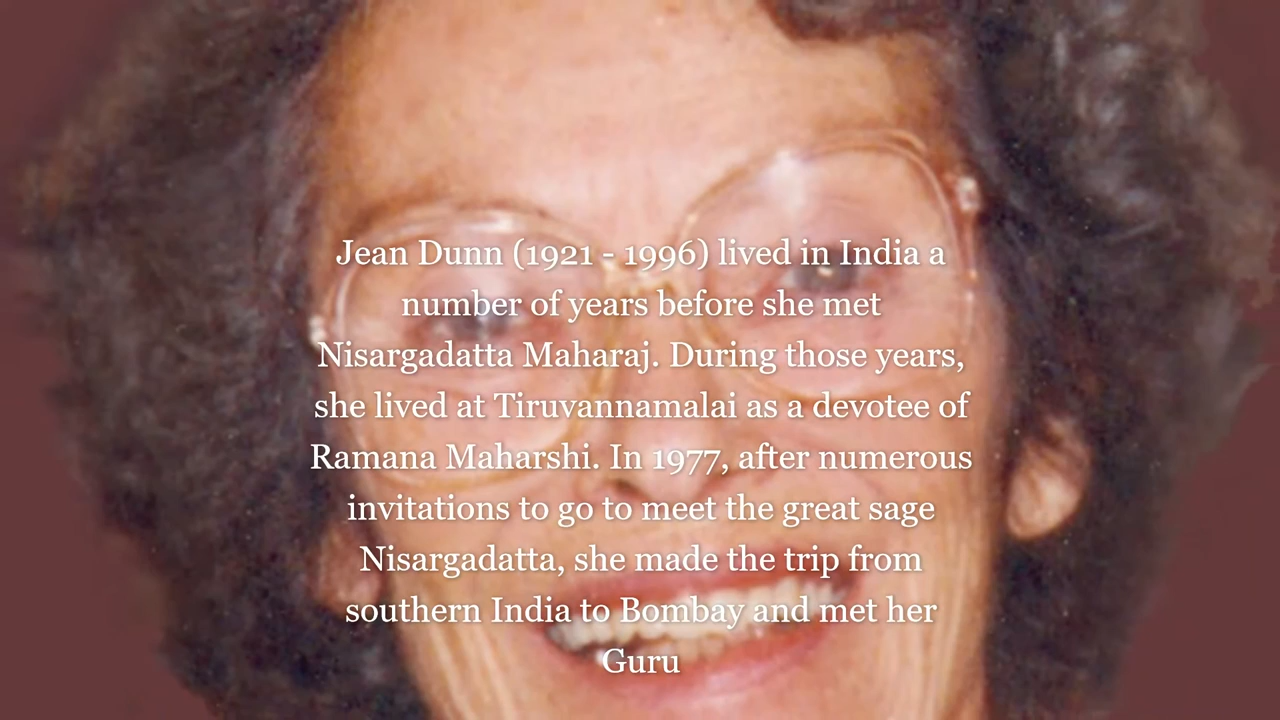 Jean Dunn (1921 - 1996) lived in India a
number of years before she met
Nisargadatta Maharaj. During those years,
she lived at Tiruvannamalai as a devotee of
Ramana Maharshi. In 1977, after numerous
invitations to go to meet the great sage
Nisargadatta, she made the trip from
southern India to Bombay and met her
Guru